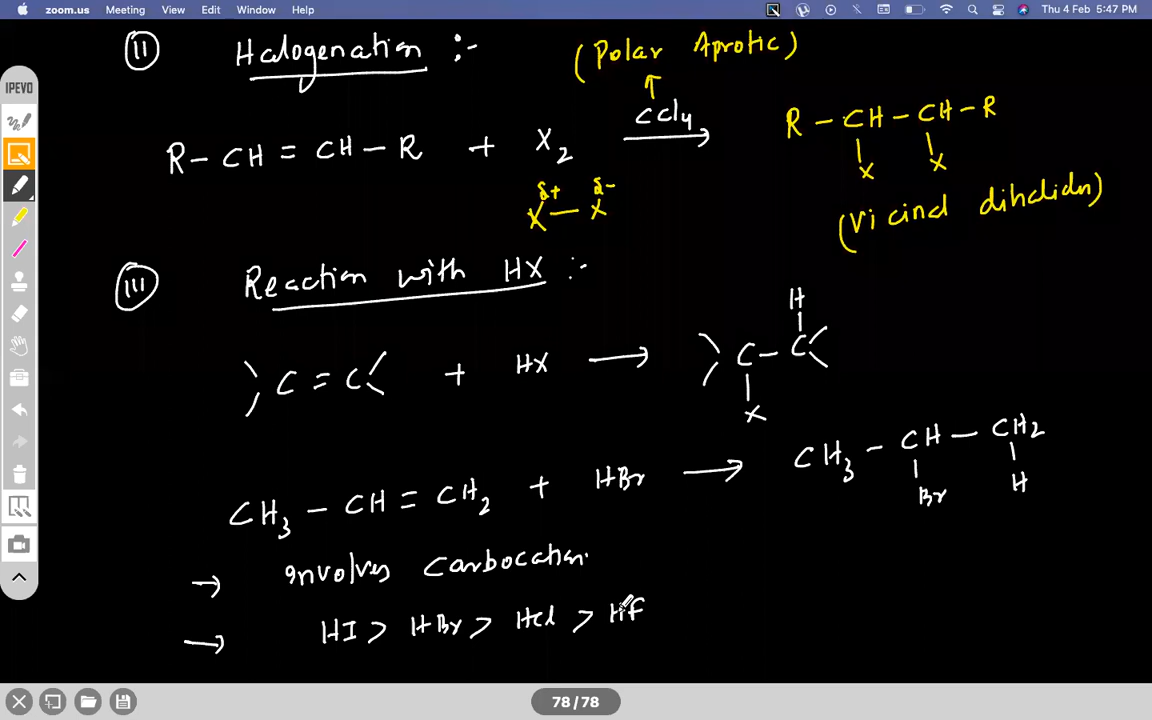 zoom.us Meeting View Edit Window Help Thu 4 Feb 5:47 PM
IPEVO
(II) Halogenation :-
(Polar Aprotic)
↑
R – CH = CH – R + X2 CCl4 → R – CH – CH – R
X X
δ+ δ-
X – X
(Vicinal dihalides)
(III) Reaction with HX :-
H
C = C + HX → C – C
X
CH3 – CH = CH2 + HBr → CH3 – CH – CH2
Br H
→ Involves Carbocation.
→ HI > HBr > HCl > HF
78 / 78